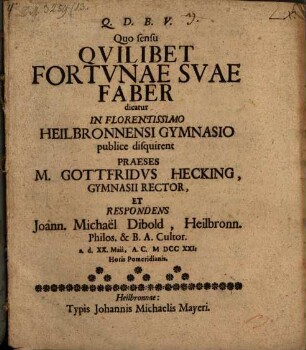 Q. D. B. V.
Quo sensu
QVILIBET
FORTVNAE SVAE
FABER
dicatur
IN FLORENTISSIMO
HEILBRONNENSI GYMNASIO
publice disquirent
PRAESES
M. GOTTFRIDVS HECKING,
GYMNASII RECTOR,
ET
RESPONDENS
Joann. Michaël Dibold, Heilbronn.
Philos. & B. A. Cultor.
a. d. XX. Maii, A. C. M DCC XXI.
Horis Pomeridianis.
Heilbronnae:
Typis Johannis Michaelis Mayeri.